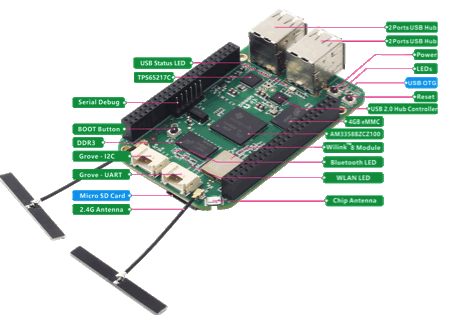 2 Ports USB Hub
2 Ports USB Hub
Power
LEDs
USB OTG
Reset
USB 2.0 Hub Controller
4GB eMMC
AM3358BZCZ100
Wilink™8 Module
Bluetooth LED
WLAN LED
Chip Antenna
USB Status LED
TPS65217C
Serial Debug
BOOT Button
DDR3
Grove - I2C
Grove - UART
Micro SD Card
2.4G Antenna